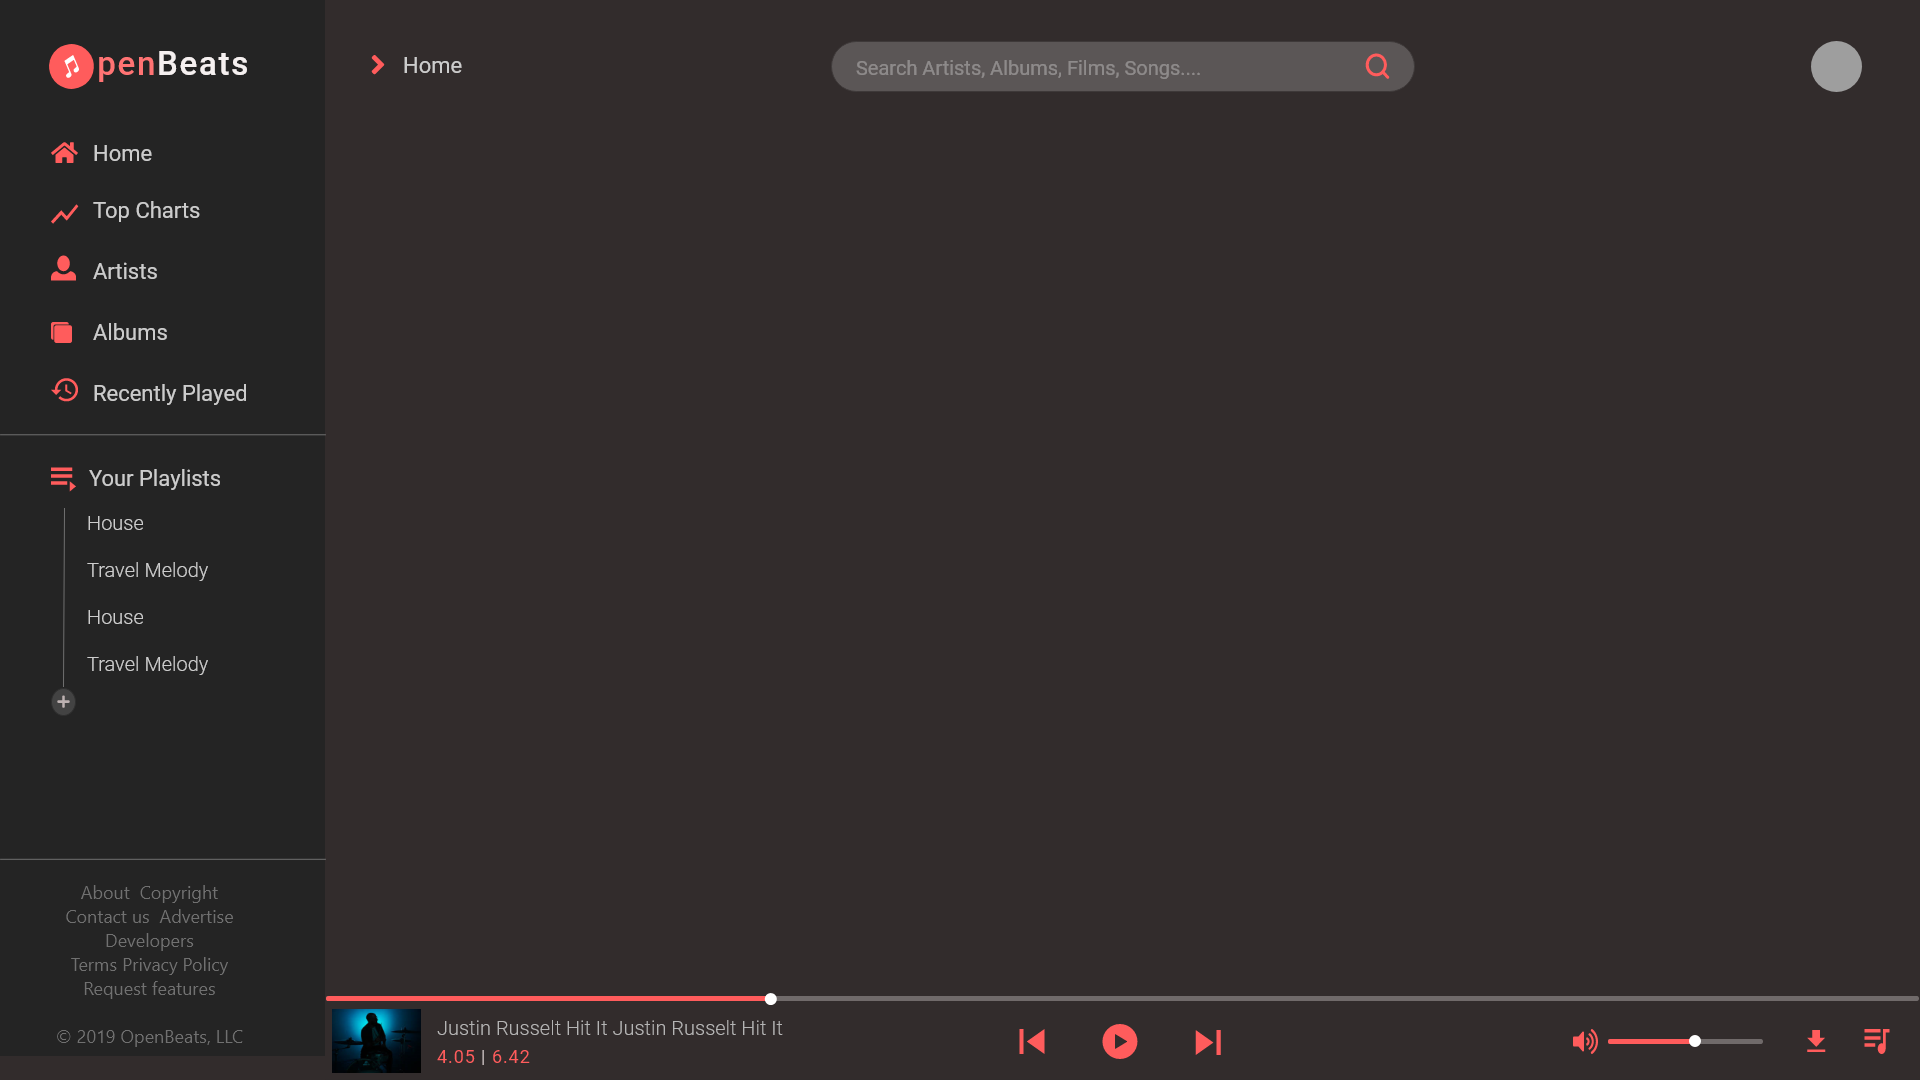 OpenBeats
Home
Search Artists, Albums, Films, Songs....
Home
Top Charts
Artists
Albums
Recently Played
Your Playlists
House
Travel Melody
House
Travel Melody
About Copyright
Contact us Advertise
Developers
Terms Privacy Policy
Request features
© 2019 OpenBeats, LLC
Justin Russelt Hit It Justin Russelt Hit It
4.05 | 6.42